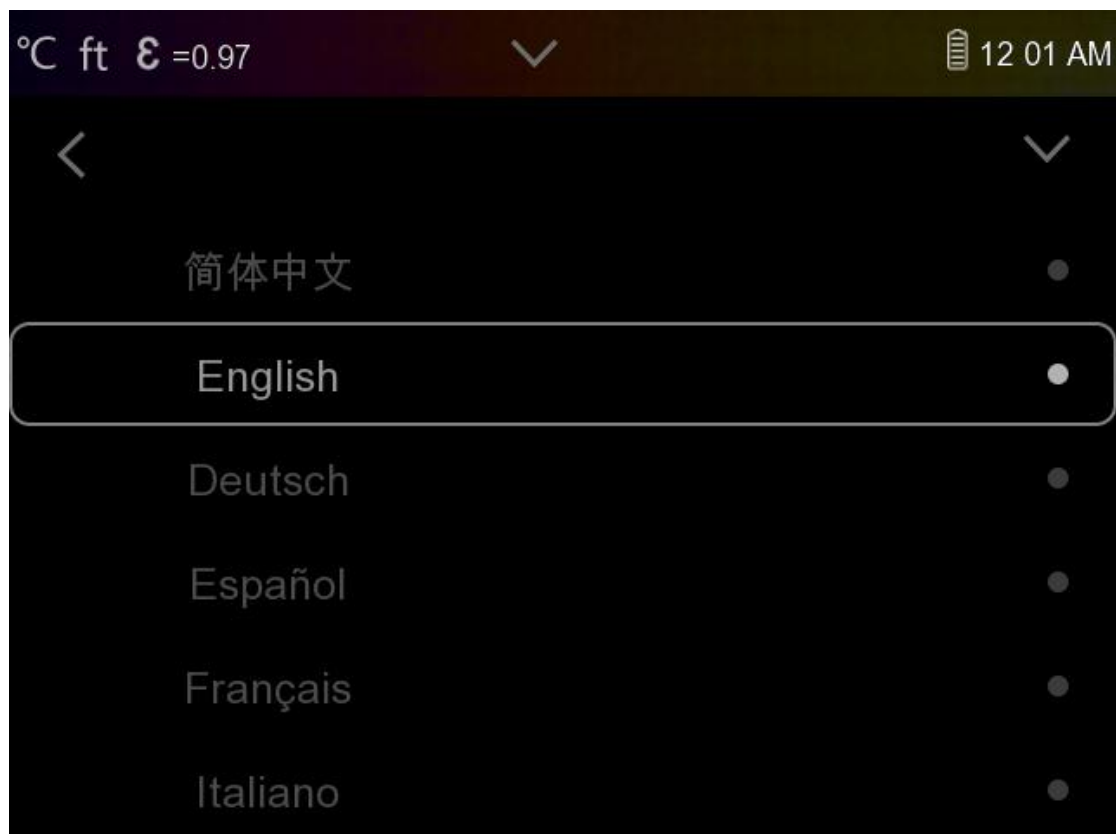 ℃ ft ε =0.97 12 01 AM
简体中文
English
Deutsch
Español
Français
Italiano